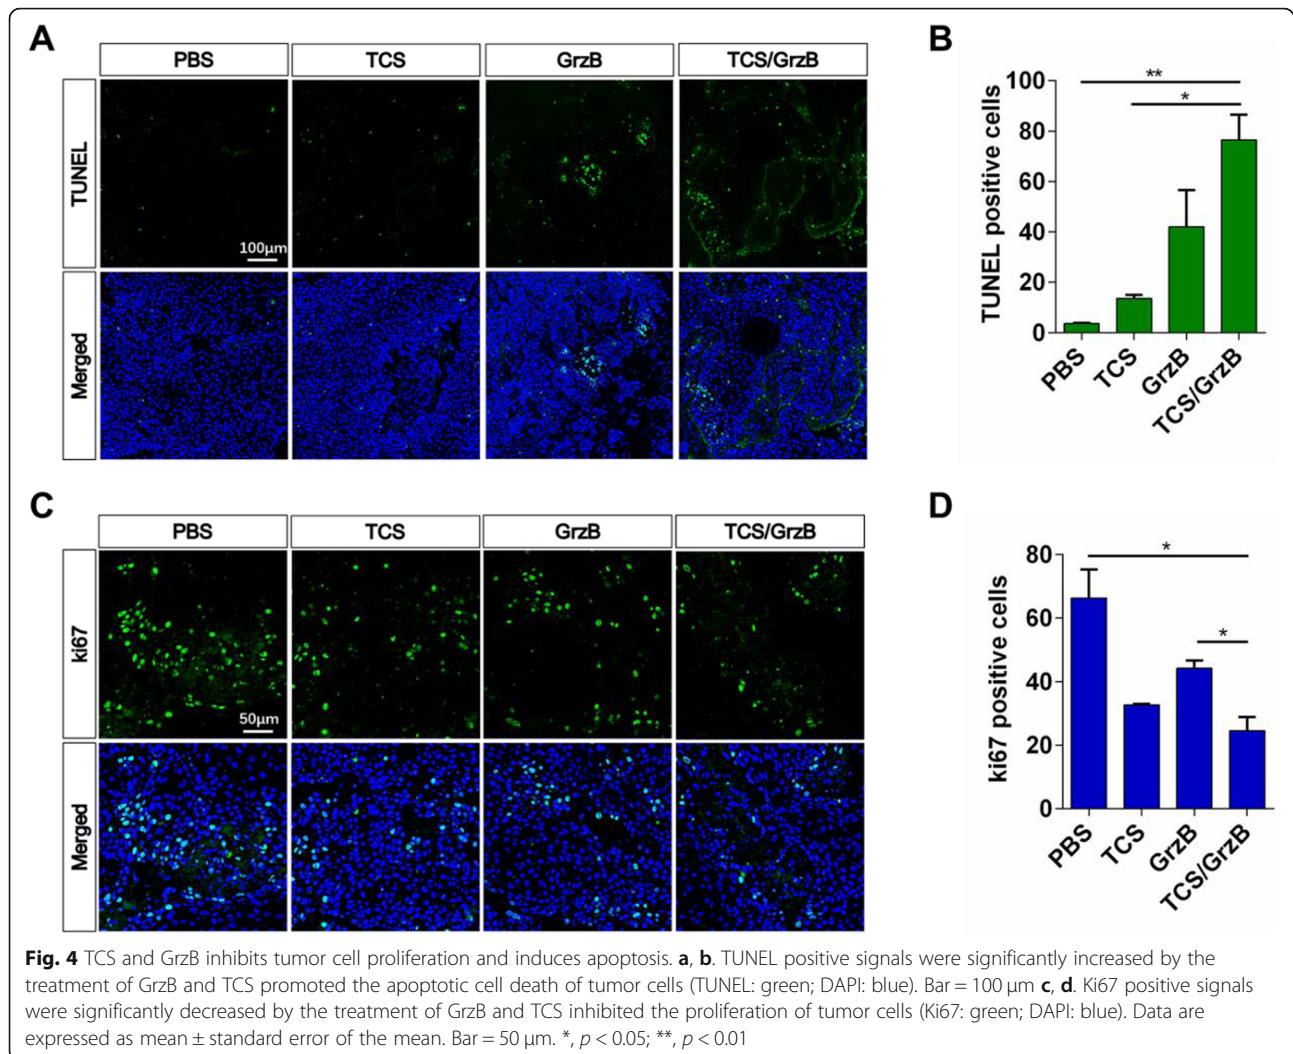 A
PBS
TCS
GrzB
TCS/GrzB
TUNEL
100μm
Merged
B
TUNEL positive cells
100
80
60
40
20
0
**
*
PBS
TCS
GrzB
TCS/GrzB
C
PBS
TCS
GrzB
TCS/GrzB
ki67
50μm
Merged
D
ki67 positive cells
80
60
40
20
0
*
*
PBS
TCS
GrzB
TCS/GrzB
Fig. 4 TCS and GrzB inhibits tumor cell proliferation and induces apoptosis. a, b. TUNEL positive signals were significantly increased by the
treatment of GrzB and TCS promoted the apoptotic cell death of tumor cells (TUNEL: green; DAPI: blue). Bar = 100 μm c, d. Ki67 positive signals
were significantly decreased by the treatment of GrzB and TCS inhibited the proliferation of tumor cells (Ki67: green; DAPI: blue). Data are
expressed as mean ± standard error of the mean. Bar = 50 μm. *, p < 0.05; **, p < 0.01